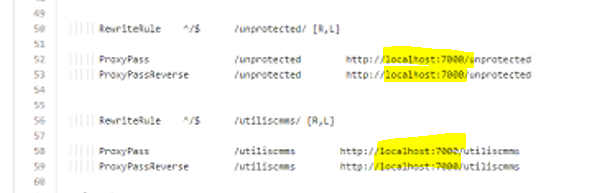 50 RewriteRule ^/$ /unprotected/ [R,L]
51
52 ProxyPass /unprotected http://localhost:7000/unprotected
53 ProxyPassReverse /unprotected http://localhost:7000/unprotected
54
55
56 RewriteRule ^/$ /utiliscmms/ [R,L]
57
58 ProxyPass /utiliscmms http://localhost:7000/utiliscmms
59 ProxyPassReverse /utiliscmms http://localhost:7000/utiliscmms
60